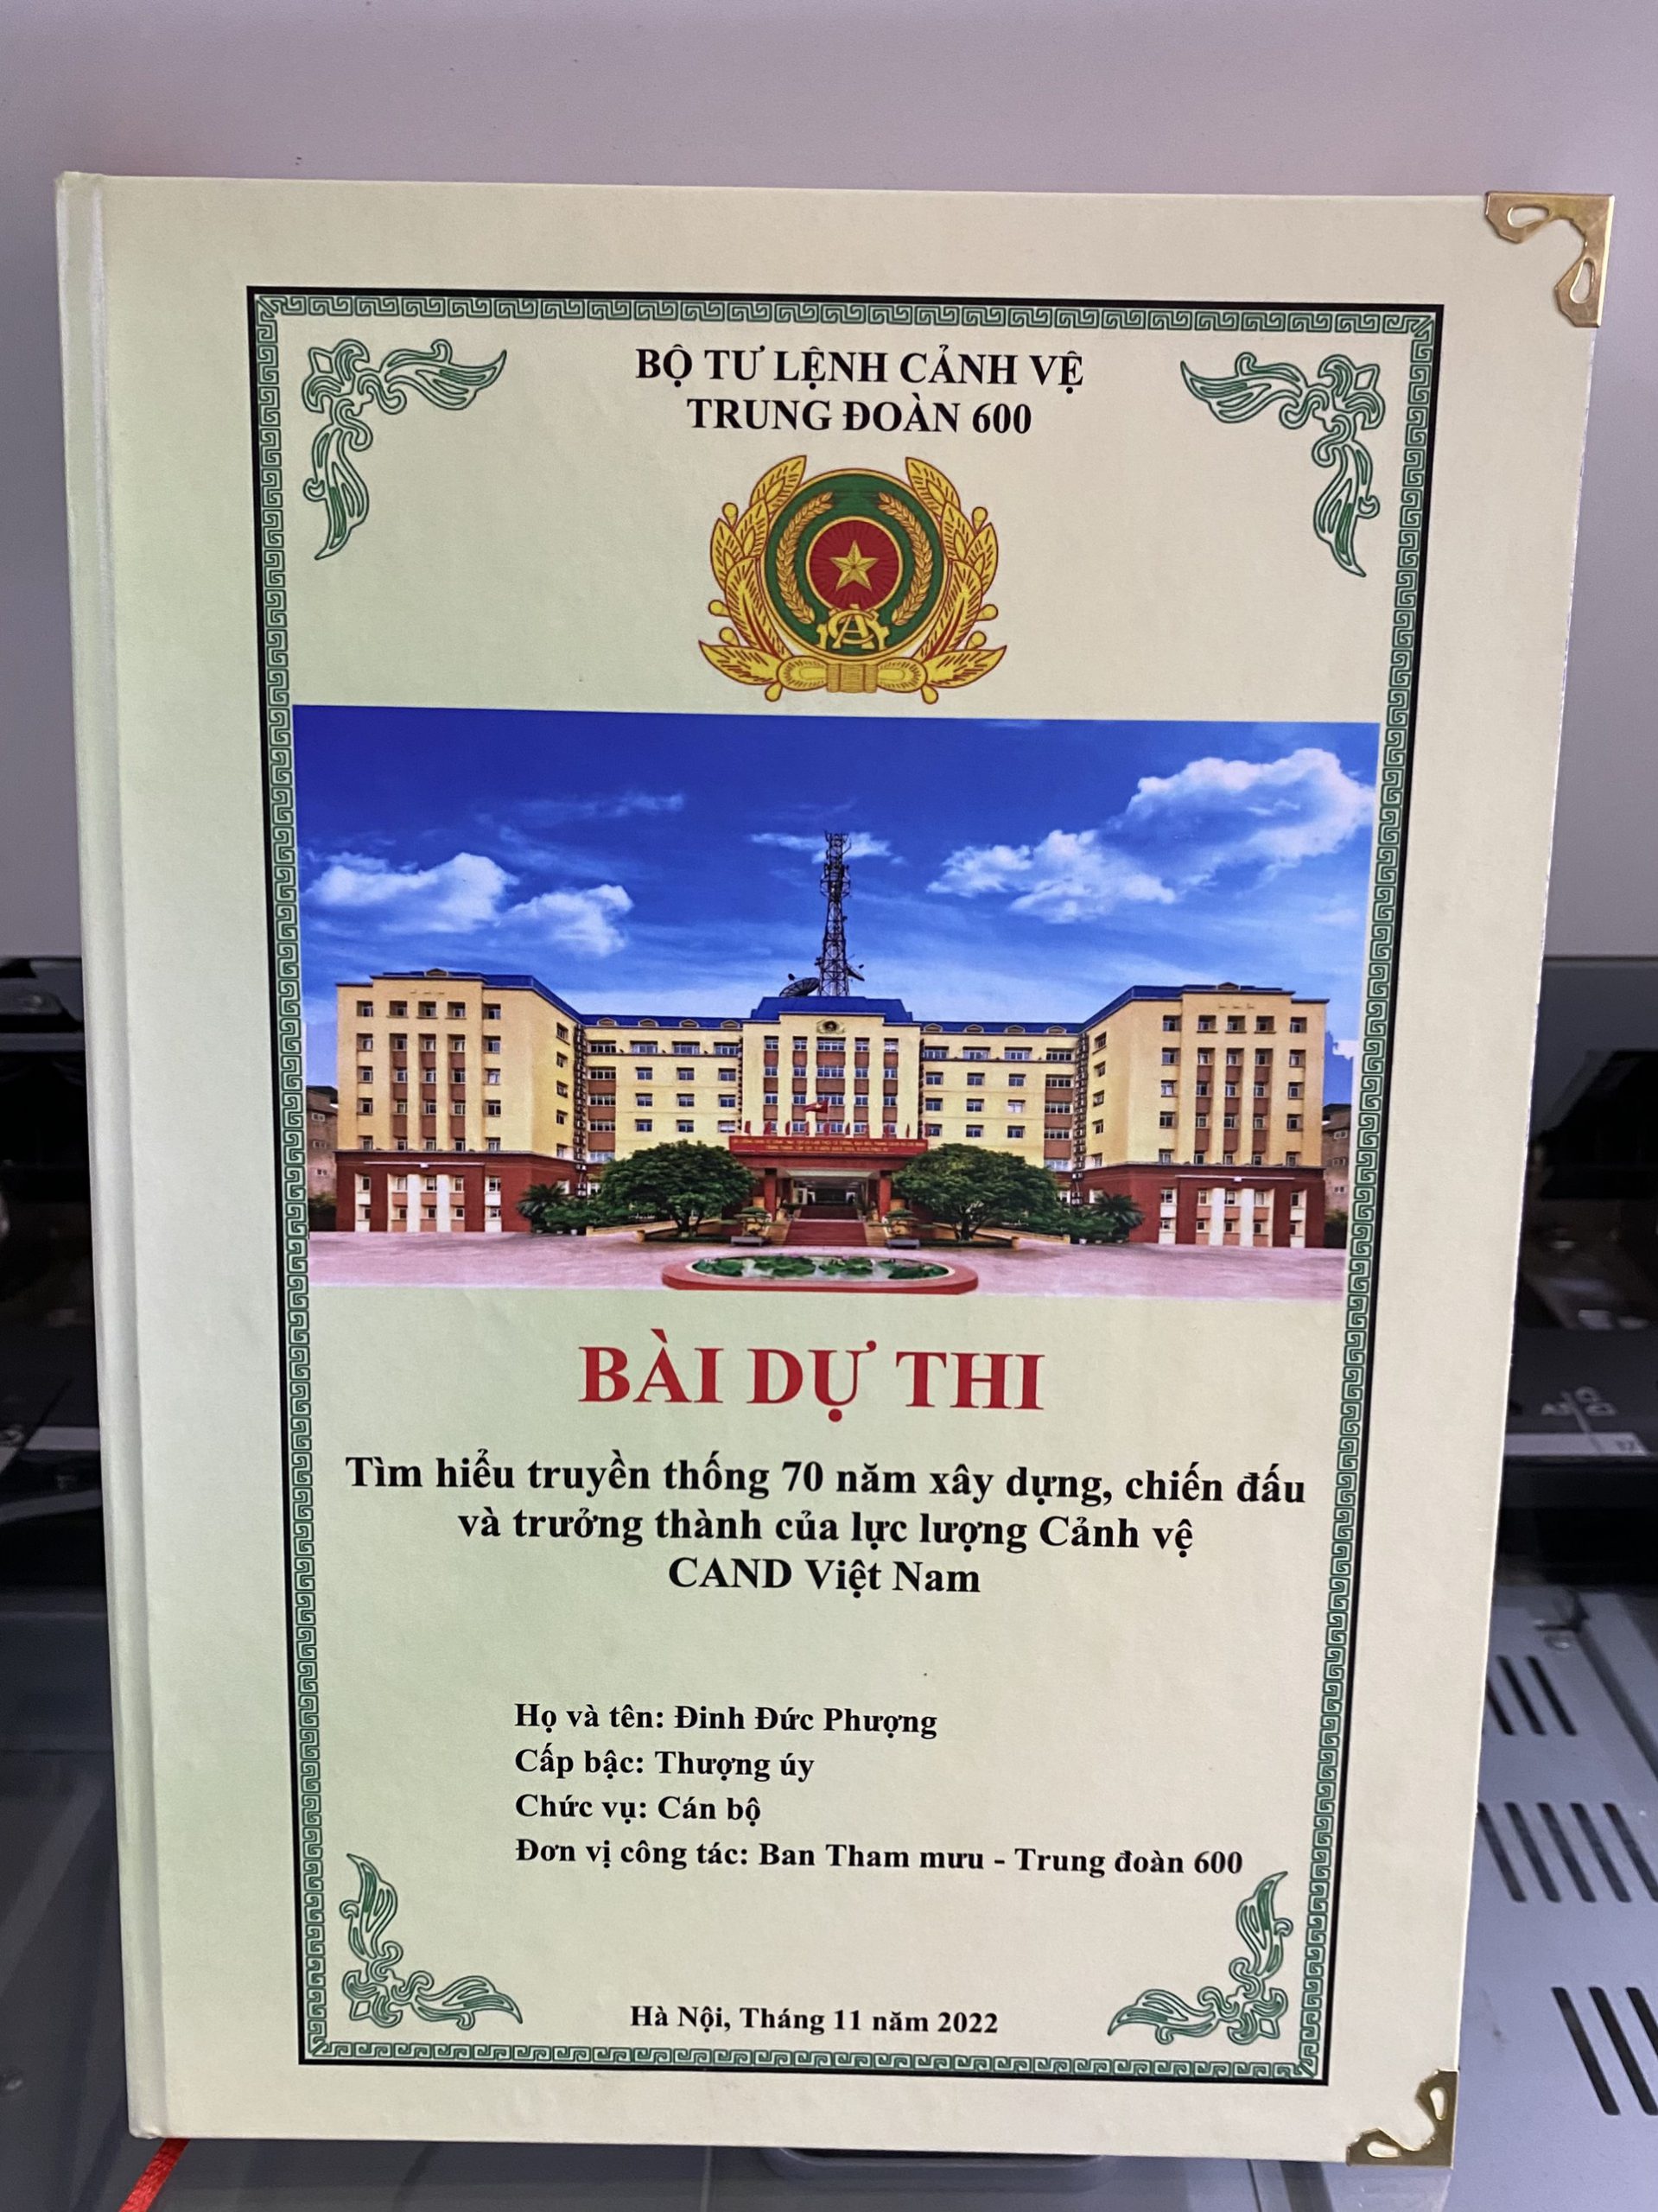 BỘ TƯ LỆNH CẢNH VỆ
TRUNG ĐOÀN 600
BÀI DỰ THI
Tìm hiểu truyền thống 70 năm xây dựng, chiến đấu
và trưởng thành của lực lượng Cảnh vệ
CAND Việt Nam
Họ và tên: Đinh Đức Phượng
Cấp bậc: Thượng úy
Chức vụ: Cán bộ
Đơn vị công tác: Ban Tham mưu - Trung đoàn 600
Hà Nội, Tháng 11 năm 2022